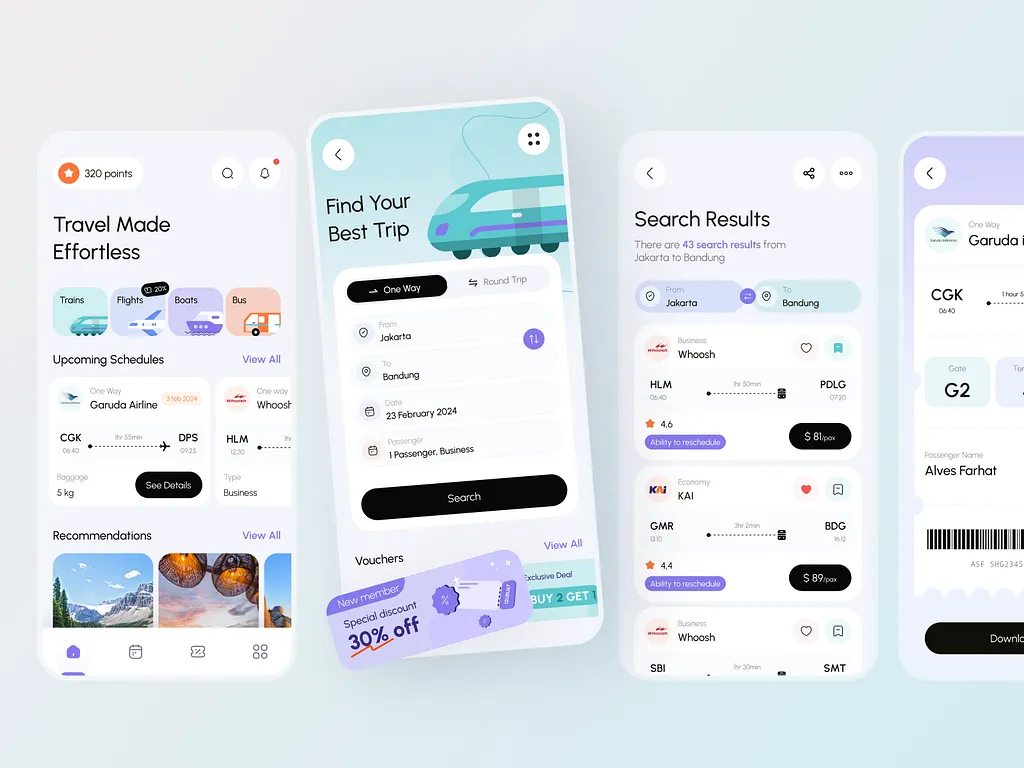 320 points
Travel Made
Effortless
Trains
Flights
20%
Boats
Bus
Upcoming Schedules
View All
One Way
Garuda Airline
3 feb 2024
CGK
1hr 55min
DPS
06:40
09.25
Baggage
5 kg
See Details
One way
Whoosh
HLM
1hr
12.30
Type
Business
Recommendations
View All
Find Your
Best Trip
One Way
Round Trip
From
Jakarta
To
Bandung
Date
23 February 2024
Passenger
1 Passenger, Business
Search
Vouchers
View All
New member
Special discount
30% off
Exclusive Deal
BUY 2 GET 1
Search Results
There are 43 search results from
Jakarta to Bandung
From
Jakarta
To
Bandung
Whoosh
Business
Whoosh
HLM
1hr 50min
PDLG
06:40
07:20
4,6
Ability to reschedule
$ 81/pax
KAI
Economy
KAI
GMR
3hr 2min
BDG
13:10
16:12
4,4
Ability to reschedule
$ 89/pax
Whoosh
Business
Whoosh
SBI
1hr 30min
SMT
Garuda Indonesia
One Way
Garuda i
CGK
1 hour 5
06:40
Gate
G2
Ter
Passenger Name
Alves Farhat
ASF SHG2345
Downlo